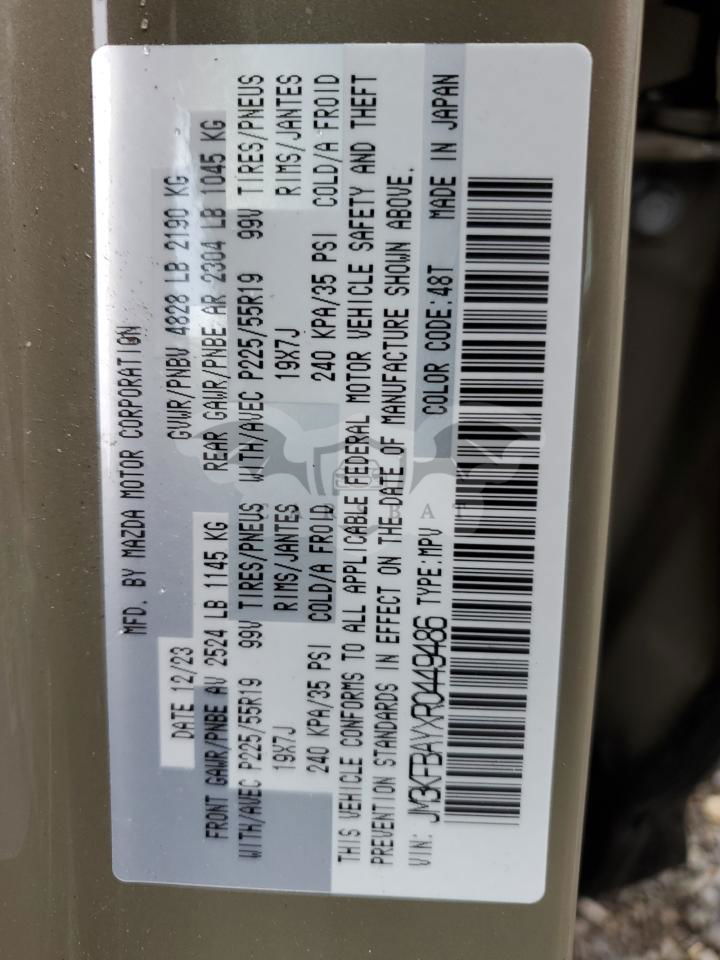 MFD. BY MAZDA MOTOR CORPORATION
DATE 12/23 GVWR/PNBV 4828 LB 2190 KG
FRONT GAWR/PNBE AV 2524 LB 1145 KG REAR GAWR/PNBE AR 2304 LB 1045 KG
WITH/AVEC P225/55R19 99V TIRES/PNEUS WITH/AVEC P225/55R19 99V TIRES/PNEUS
19X7J RIMS/JANTES 19X7J RIMS/JANTES
240 KPA/35 PSI COLD/A FROID 240 KPA/35 PSI COLD/A FROID
THIS VEHICLE CONFORMS TO ALL APPLICABLE FEDERAL MOTOR VEHICLE SAFETY AND THEFT
PREVENTION STANDARDS IN EFFECT ON THE DATE OF MANUFACTURE SHOWN ABOVE.
VIN: JM3KFBAYXR0449486 TYPE:MPV COLOR CODE:48T MADE IN JAPAN